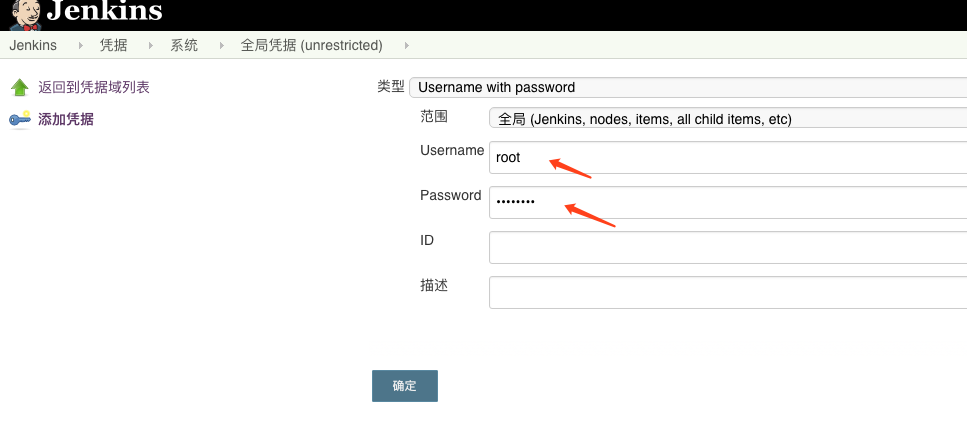 Jenkins
Jenkins 凭据 系统 全局凭据 (unrestricted)
返回到凭据域列表
添加凭据
类型 Username with password
范围 全局 (Jenkins, nodes, items, all child items, etc)
Username root
Password ••••••••
ID
描述
确定